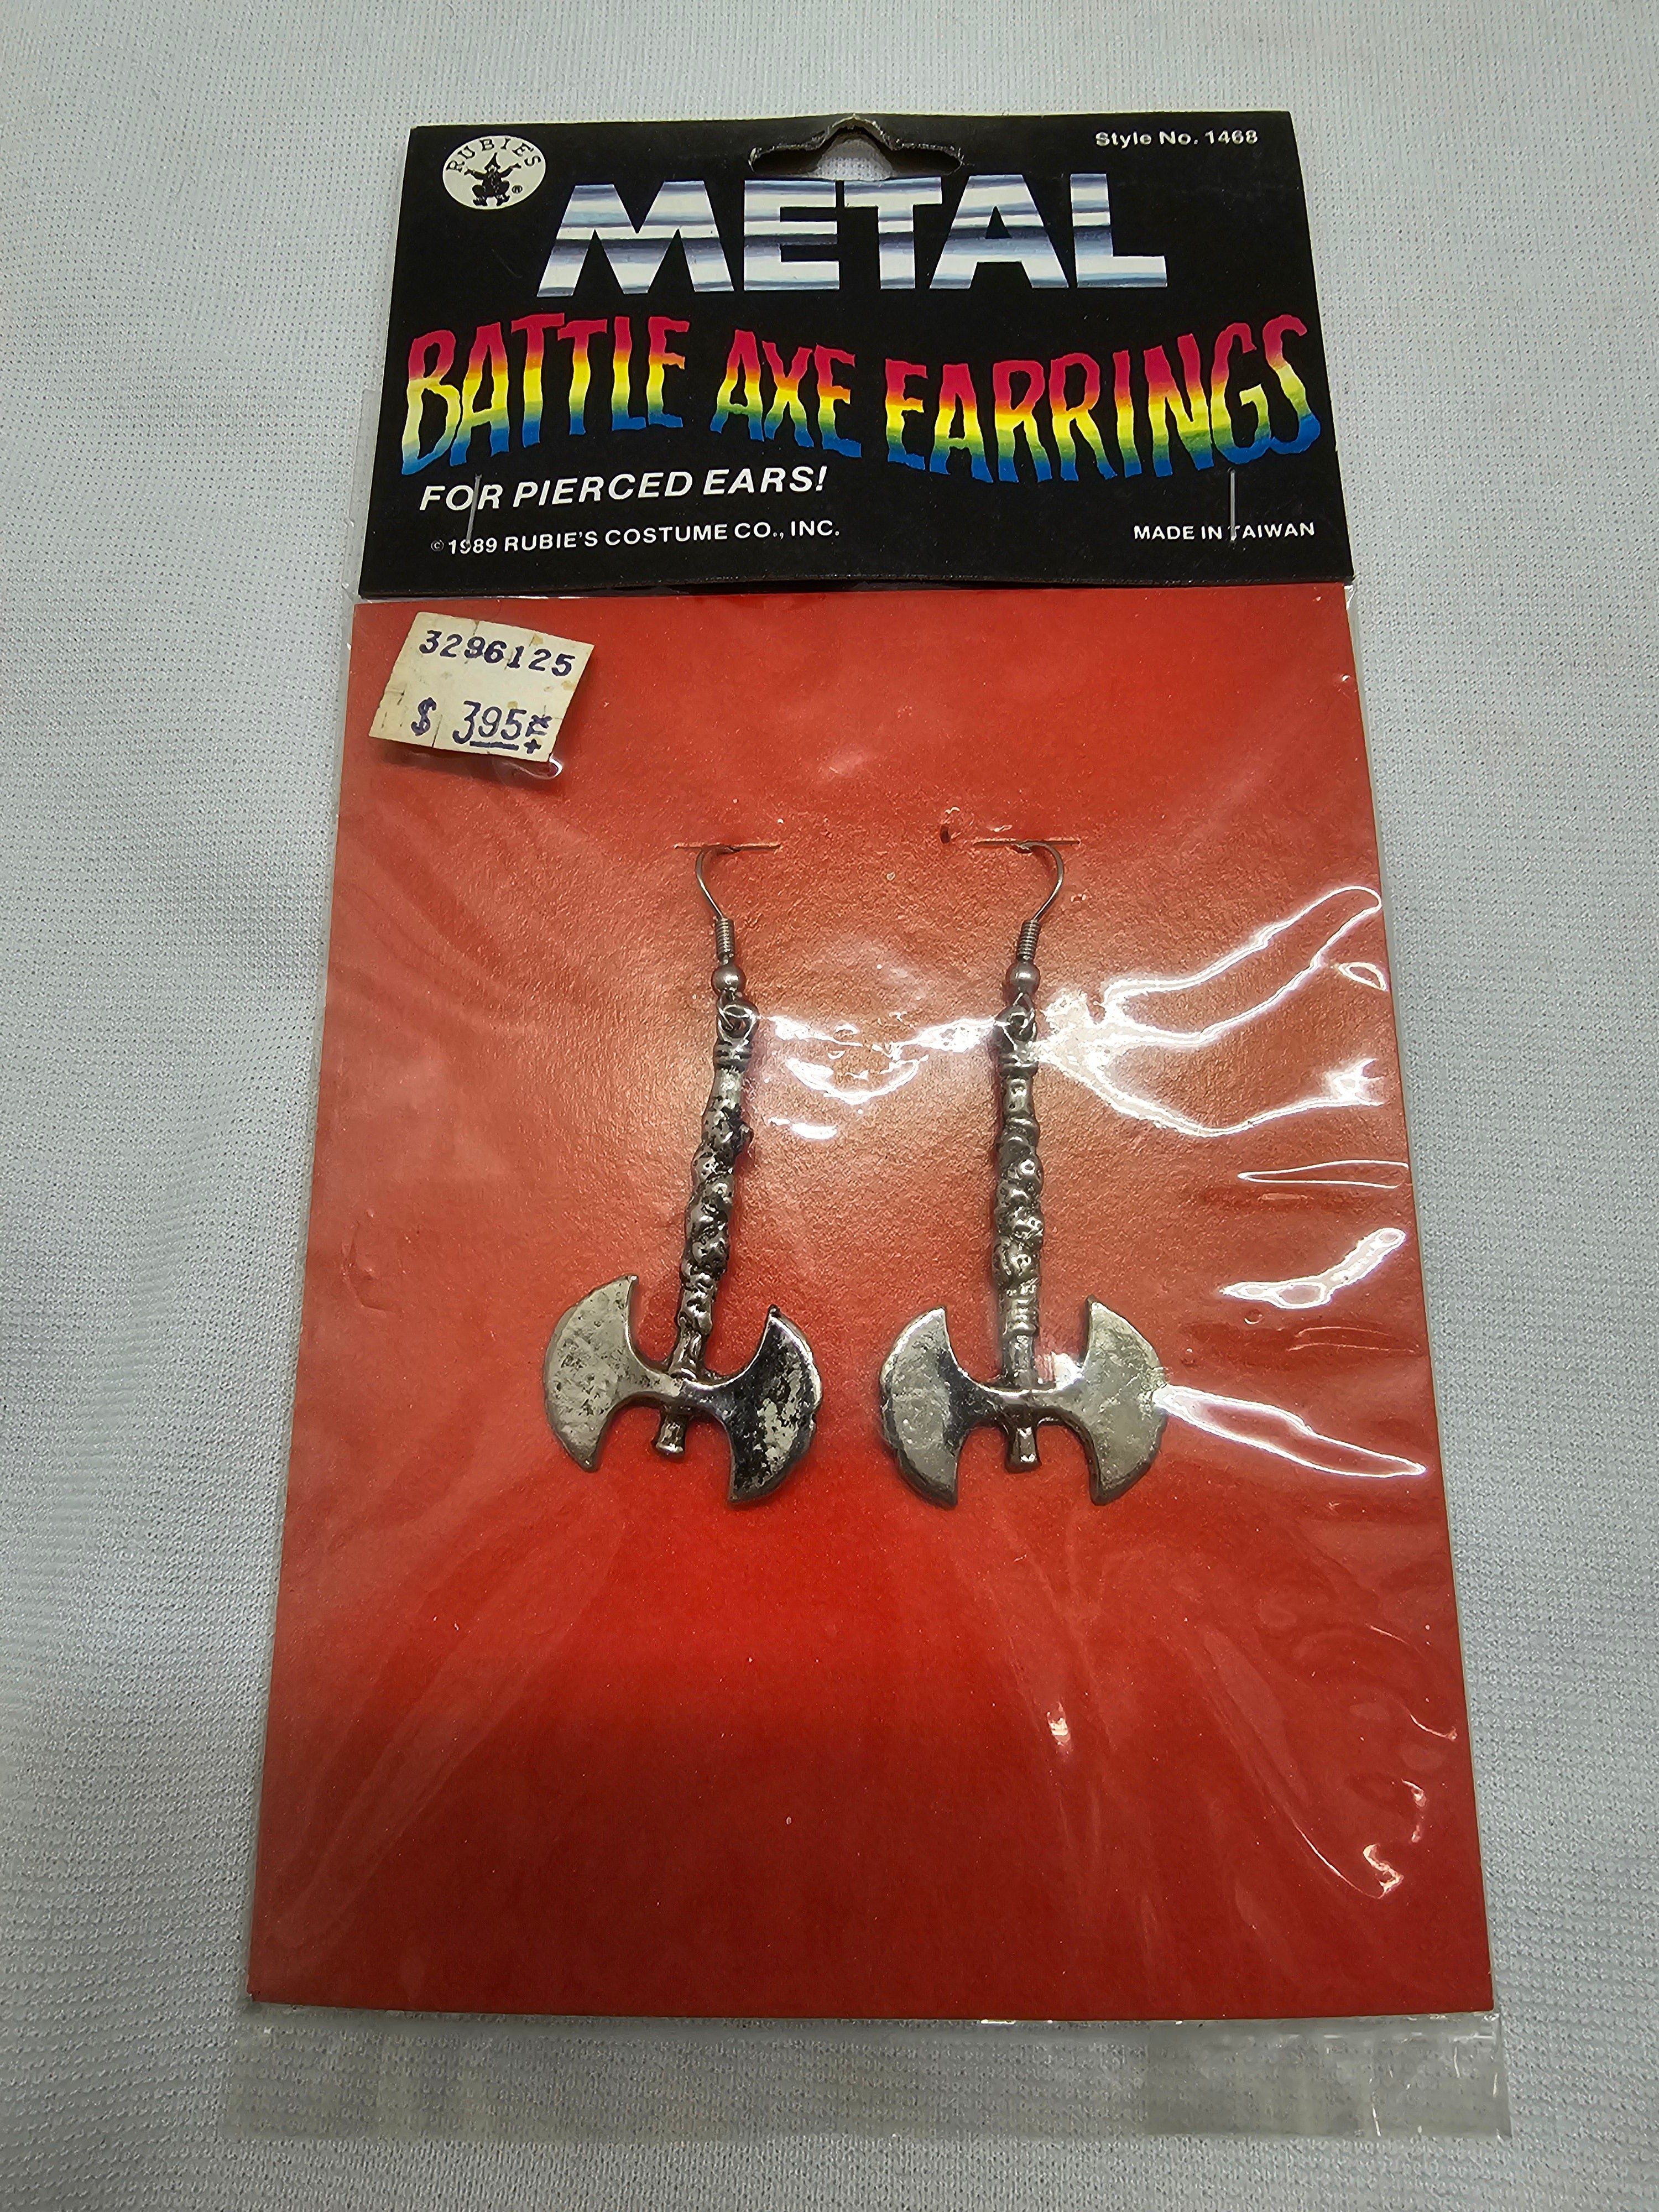 RUBIE'S ®
Style No. 1468
METAL
BATTLE AXE EARRINGS
FOR PIERCED EARS!
© 1989 RUBIE'S COSTUME CO., INC.
MADE IN TAIWAN
3296125
$ 395